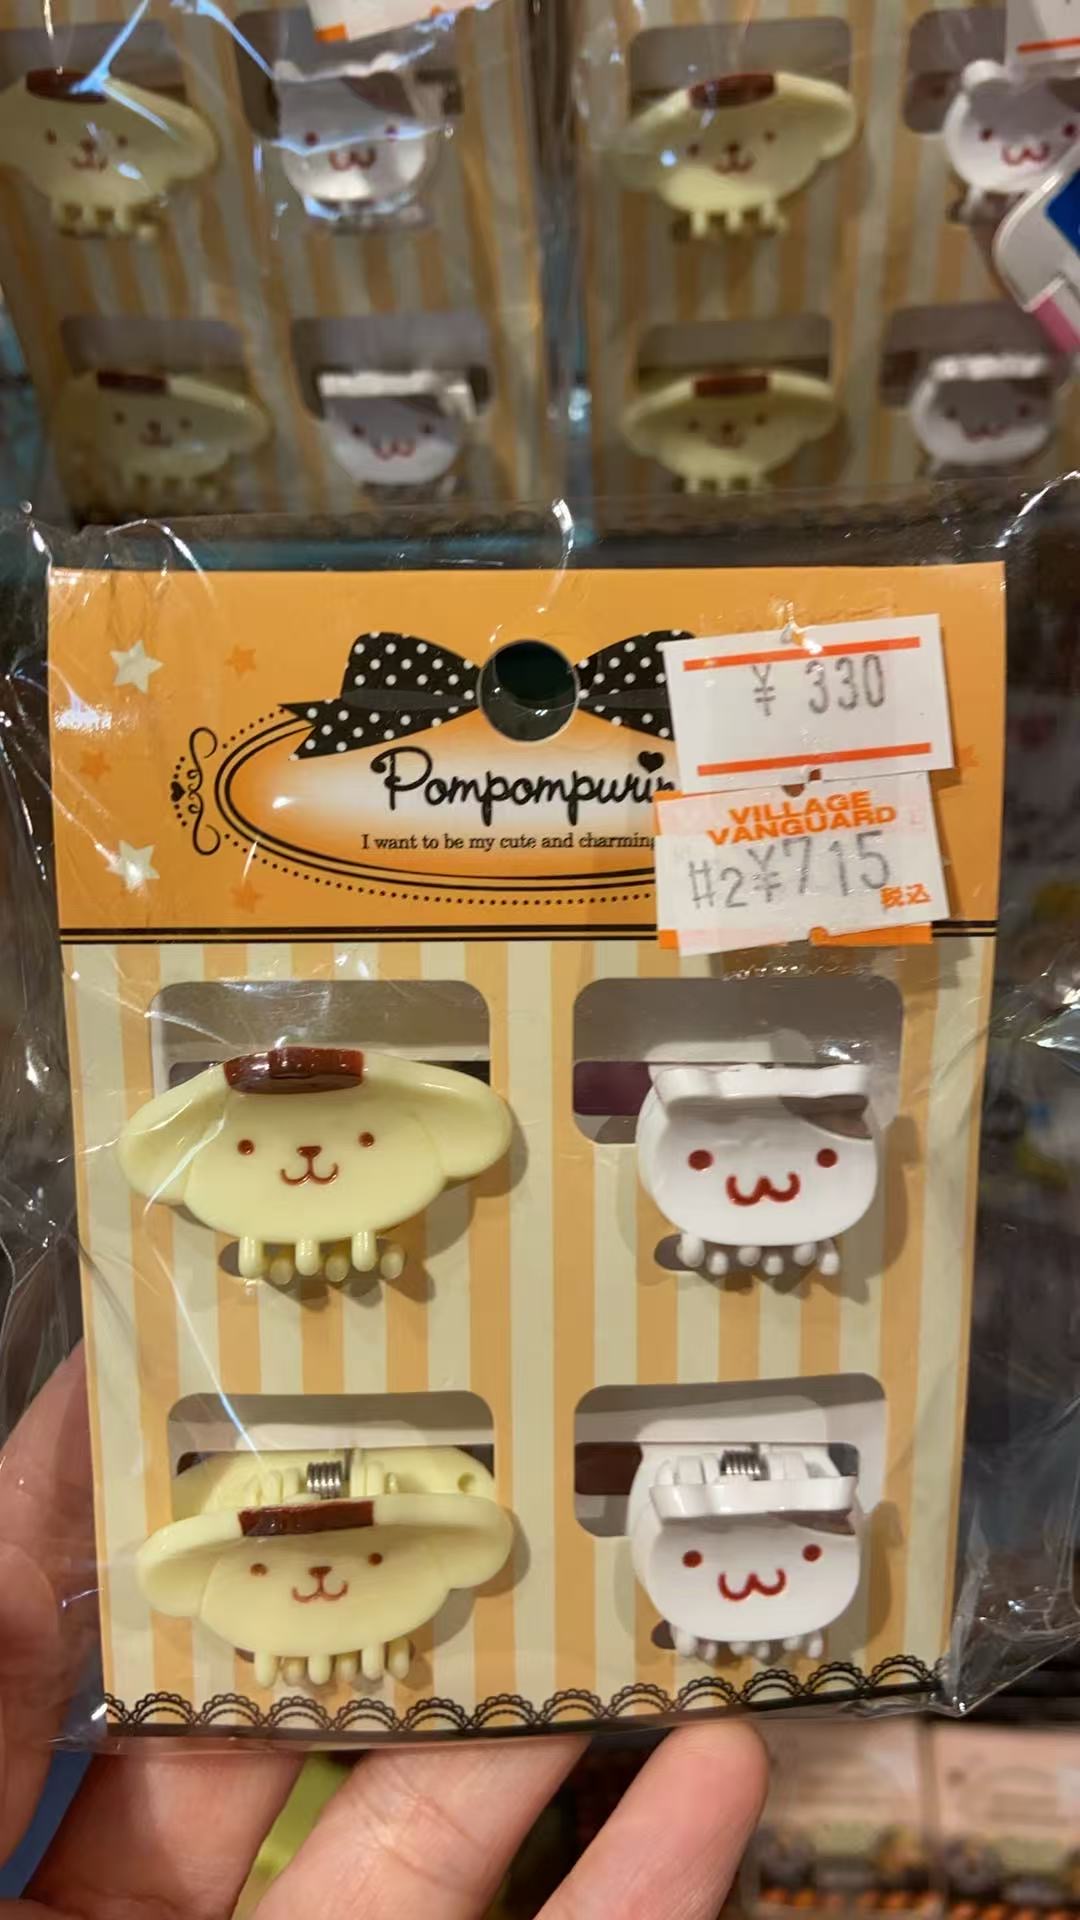 ¥ 330
Pompompurin
I want to be my cute and charming
VILLAGE
VANGUARD
#2¥715
税込